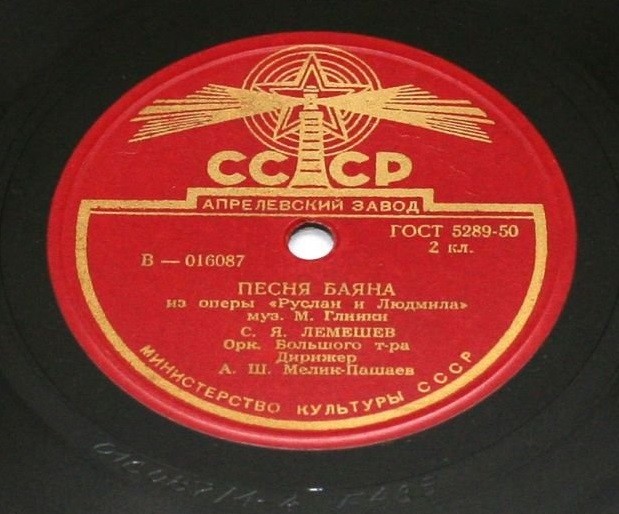 СССР
АПРЕЛЕВСКИЙ ЗАВОД
ГОСТ 5289-50
2 кл.
В — 016087
ПЕСНЯ БАЯНА
из оперы «Руслан и Людмила»
муз. М. Глинки
С. Я. ЛЕМЕШЕВ
Орк. Большого т-ра
Дирижер
А. Ш. Мелик-Пашаев
МИНИСТЕРСТВО КУЛЬТУРЫ СССР